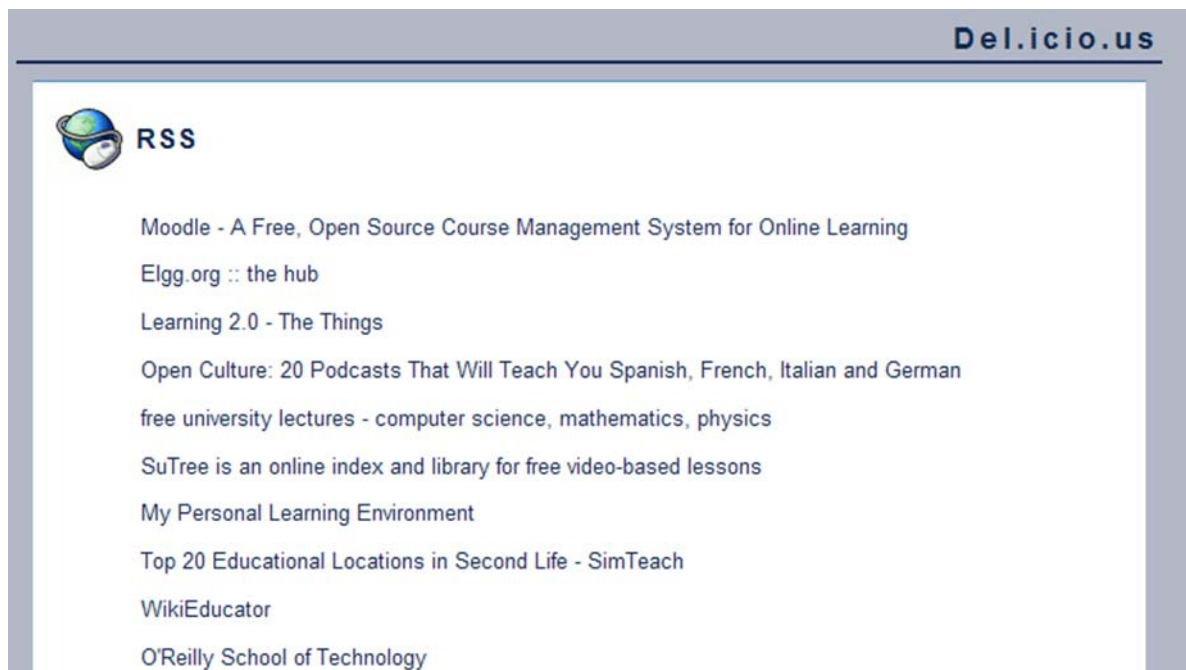 Del.icio.us
RSS
Moodle - A Free, Open Source Course Management System for Online Learning
Elgg.org :: the hub
Learning 2.0 - The Things
Open Culture: 20 Podcasts That Will Teach You Spanish, French, Italian and German
free university lectures - computer science, mathematics, physics
SuTree is an online index and library for free video-based lessons
My Personal Learning Environment
Top 20 Educational Locations in Second Life - SimTeach
WikiEducator
O'Reilly School of Technology